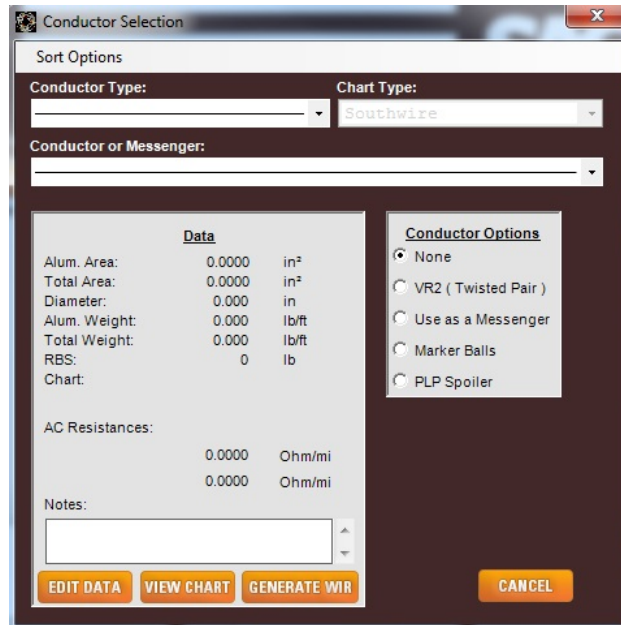 Conductor Selection
Sort Options
Conductor Type: Chart Type:
Southwire
Conductor or Messenger:
Data
Alum. Area: 0.0000 in²
Total Area: 0.0000 in²
Diameter: 0.000 in
Alum. Weight: 0.000 lb/ft
Total Weight: 0.000 lb/ft
RBS: 0 lb
Chart:
AC Resistances:
0.0000 Ohm/mi
0.0000 Ohm/mi
Notes:
EDIT DATA VIEW CHART GENERATE WIR
Conductor Options
None
VR2 ( Twisted Pair )
Use as a Messenger
Marker Balls
PLP Spoiler
CANCEL